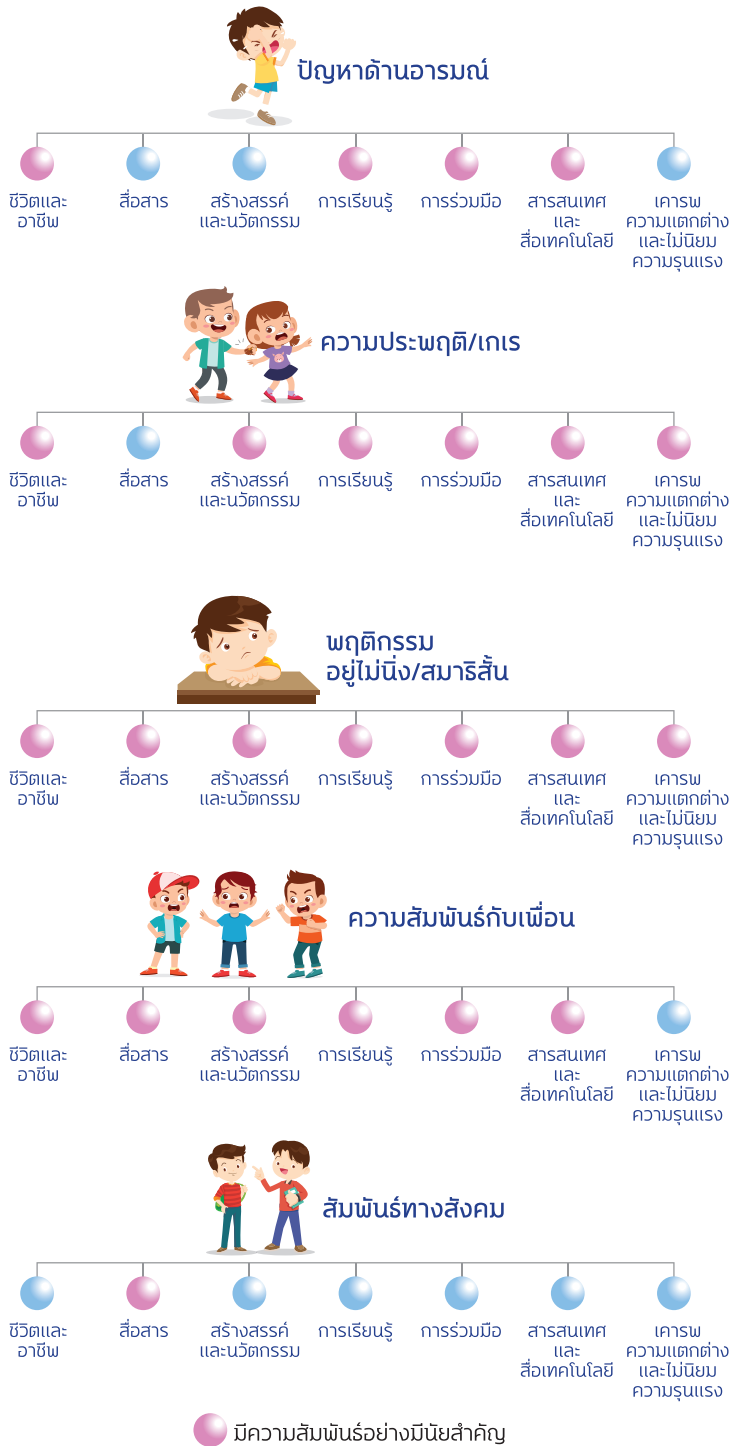 ปัญหาด้านอารมณ์
ชีวิตและ
อาชีพ
สื่อสาร
สร้างสรรค์
และนวัตกรรม
การเรียนรู้
การร่วมมือ
สารสนเทศ
และ
สื่อเทคโนโลยี
เคารพ
ความแตกต่าง
และไม่นิยม
ความรุนแรง
ความประพฤติ/เกเร
ชีวิตและ
อาชีพ
สื่อสาร
สร้างสรรค์
และนวัตกรรม
การเรียนรู้
การร่วมมือ
สารสนเทศ
และ
สื่อเทคโนโลยี
เคารพ
ความแตกต่าง
และไม่นิยม
ความรุนแรง
พฤติกรรม
อยู่ไม่นิ่ง/สมาธิสั้น
ชีวิตและ
อาชีพ
สื่อสาร
สร้างสรรค์
และนวัตกรรม
การเรียนรู้
การร่วมมือ
สารสนเทศ
และ
สื่อเทคโนโลยี
เคารพ
ความแตกต่าง
และไม่นิยม
ความรุนแรง
ความสัมพันธ์กับเพื่อน
ชีวิตและ
อาชีพ
สื่อสาร
สร้างสรรค์
และนวัตกรรม
การเรียนรู้
การร่วมมือ
สารสนเทศ
และ
สื่อเทคโนโลยี
เคารพ
ความแตกต่าง
และไม่นิยม
ความรุนแรง
สัมพันธ์ทางสังคม
ชีวิตและ
อาชีพ
สื่อสาร
สร้างสรรค์
และนวัตกรรม
การเรียนรู้
การร่วมมือ
สารสนเทศ
และ
สื่อเทคโนโลยี
เคารพ
ความแตกต่าง
และไม่นิยม
ความรุนแรง
มีความสัมพันธ์อย่างมีนัยสำคัญ